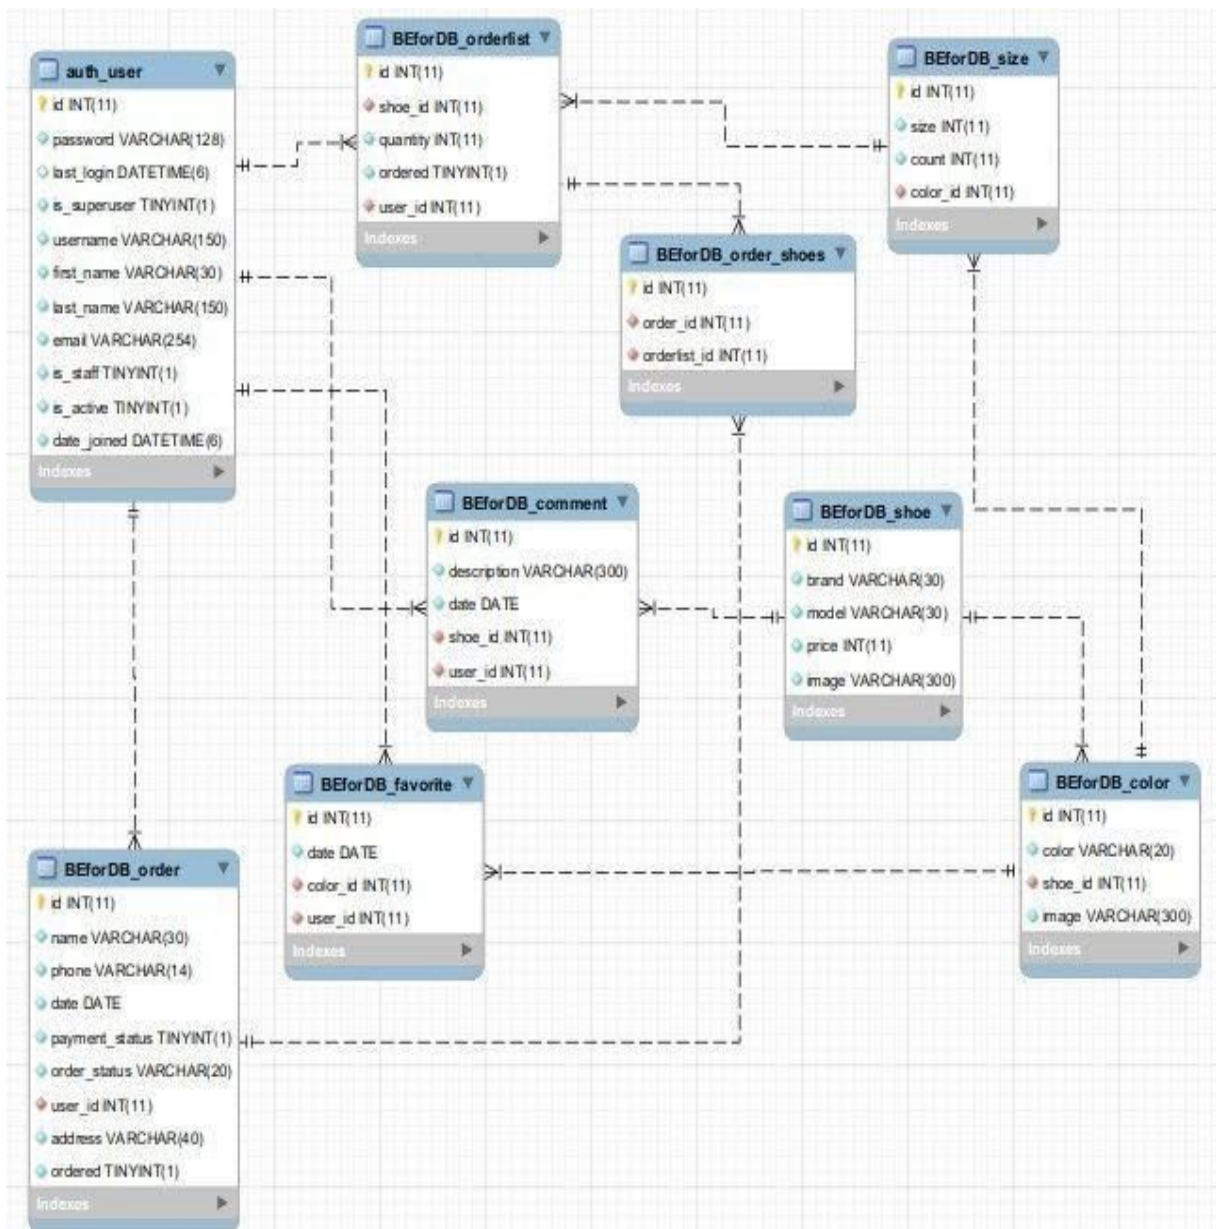 auth_user
id INT(11)
password VARCHAR(128)
last_login DATETIME(6)
is_superuser TINYINT(1)
username VARCHAR(150)
first_name VARCHAR(30)
last_name VARCHAR(150)
email VARCHAR(254)
is_staff TINYINT(1)
is_active TINYINT(1)
date_joined DATETIME(6)
Indexes
BEforDB_orderlist
id INT(11)
shoe_id INT(11)
quantity INT(11)
ordered TINYINT(1)
user_id INT(11)
Indexes
BEforDB_size
id INT(11)
size INT(11)
count INT(11)
color_id INT(11)
Indexes
BEforDB_order_shoes
id INT(11)
order_id INT(11)
orderlist_id INT(11)
Indexes
BEforDB_comment
id INT(11)
description VARCHAR(300)
date DATE
shoe_id INT(11)
user_id INT(11)
Indexes
BEforDB_shoe
id INT(11)
brand VARCHAR(30)
model VARCHAR(30)
price INT(11)
image VARCHAR(300)
Indexes
BEforDB_favorite
id INT(11)
date DATE
color_id INT(11)
user_id INT(11)
Indexes
BEforDB_color
id INT(11)
color VARCHAR(20)
shoe_id INT(11)
image VARCHAR(300)
Indexes
BEforDB_order
id INT(11)
name VARCHAR(30)
phone VARCHAR(14)
date DATE
payment_status TINYINT(1)
order_status VARCHAR(20)
user_id INT(11)
address VARCHAR(40)
ordered TINYINT(1)
Indexes